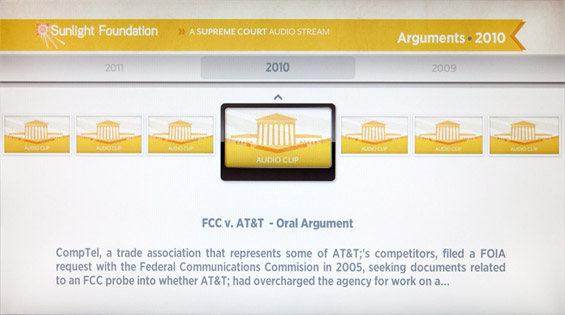 Sunlight Foundation
» A SUPREME COURT AUDIO STREAM
Arguments • 2010
2011
2010
2009
AUDIO CLIP
AUDIO CLIP
AUDIO CLIP
AUDIO CLIP
AUDIO CLIP
AUDIO CLIP
AUDIO CLIP
FCC v. AT&T - Oral Argument
CompTel, a trade association that represents some of AT&T;'s competitors, filed a FOIA
request with the Federal Communications Commision in 2005, seeking documents related
to an FCC probe into whether AT&T; had overcharged the agency for work on a...